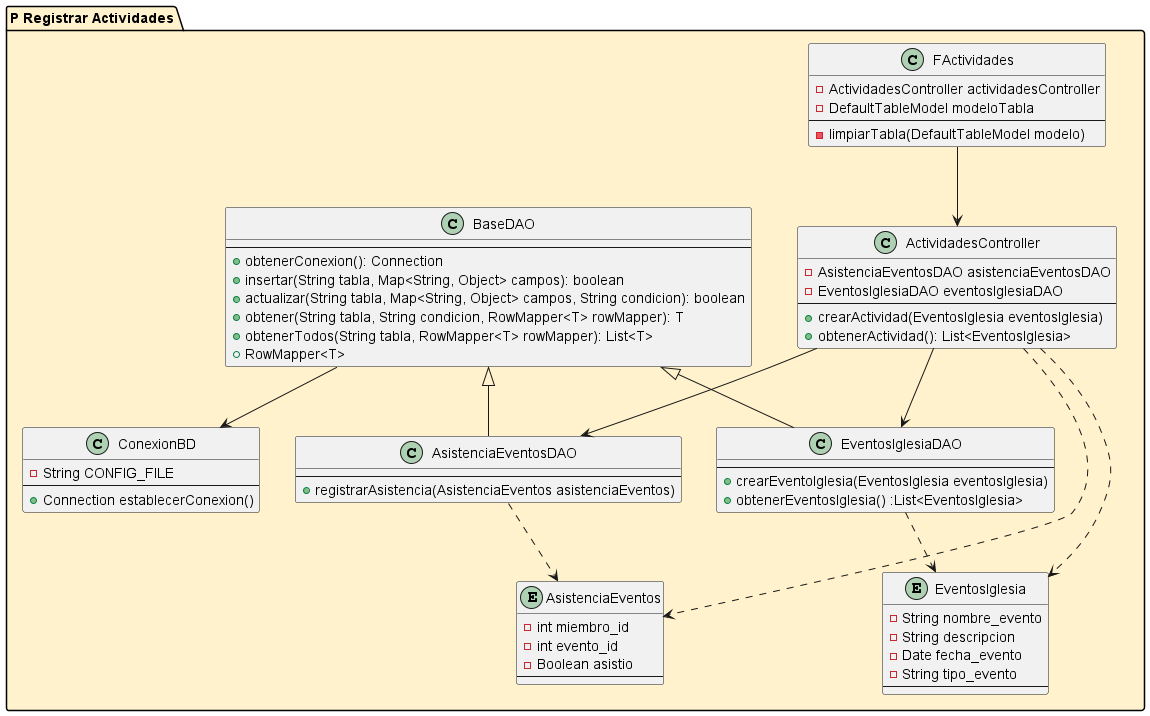 P Registrar Actividades
C FActividades
ActividadesController actividadesController
DefaultTableModel modeloTabla
limpiarTabla(DefaultTableModel modelo)
C BaseDAO
obtenerConexion(): Connection
insertar(String tabla, Map<String, Object> campos): boolean
actualizar(String tabla, Map<String, Object> campos, String condicion): boolean
obtener(String tabla, String condicion, RowMapper<T> rowMapper): T
obtenerTodos(String tabla, RowMapper<T> rowMapper): List<T>
RowMapper<T>
C ActividadesController
AsistenciaEventosDAO asistenciaEventosDAO
EventosIglesiaDAO eventosIglesiaDAO
crearActividad(EventosIglesia eventosIglesia)
obtenerActividad(): List<EventosIglesia>
C ConexionBD
String CONFIG_FILE
Connection establecerConexion()
C AsistenciaEventosDAO
registrarAsistencia(AsistenciaEventos asistenciaEventos)
C EventosIglesiaDAO
crearEventoIglesia(EventosIglesia eventosIglesia)
obtenerEventosIglesia() :List<EventosIglesia>
E AsistenciaEventos
int miembro_id
int evento_id
Boolean asistio
E EventosIglesia
String nombre_evento
String descripcion
Date fecha_evento
String tipo_evento